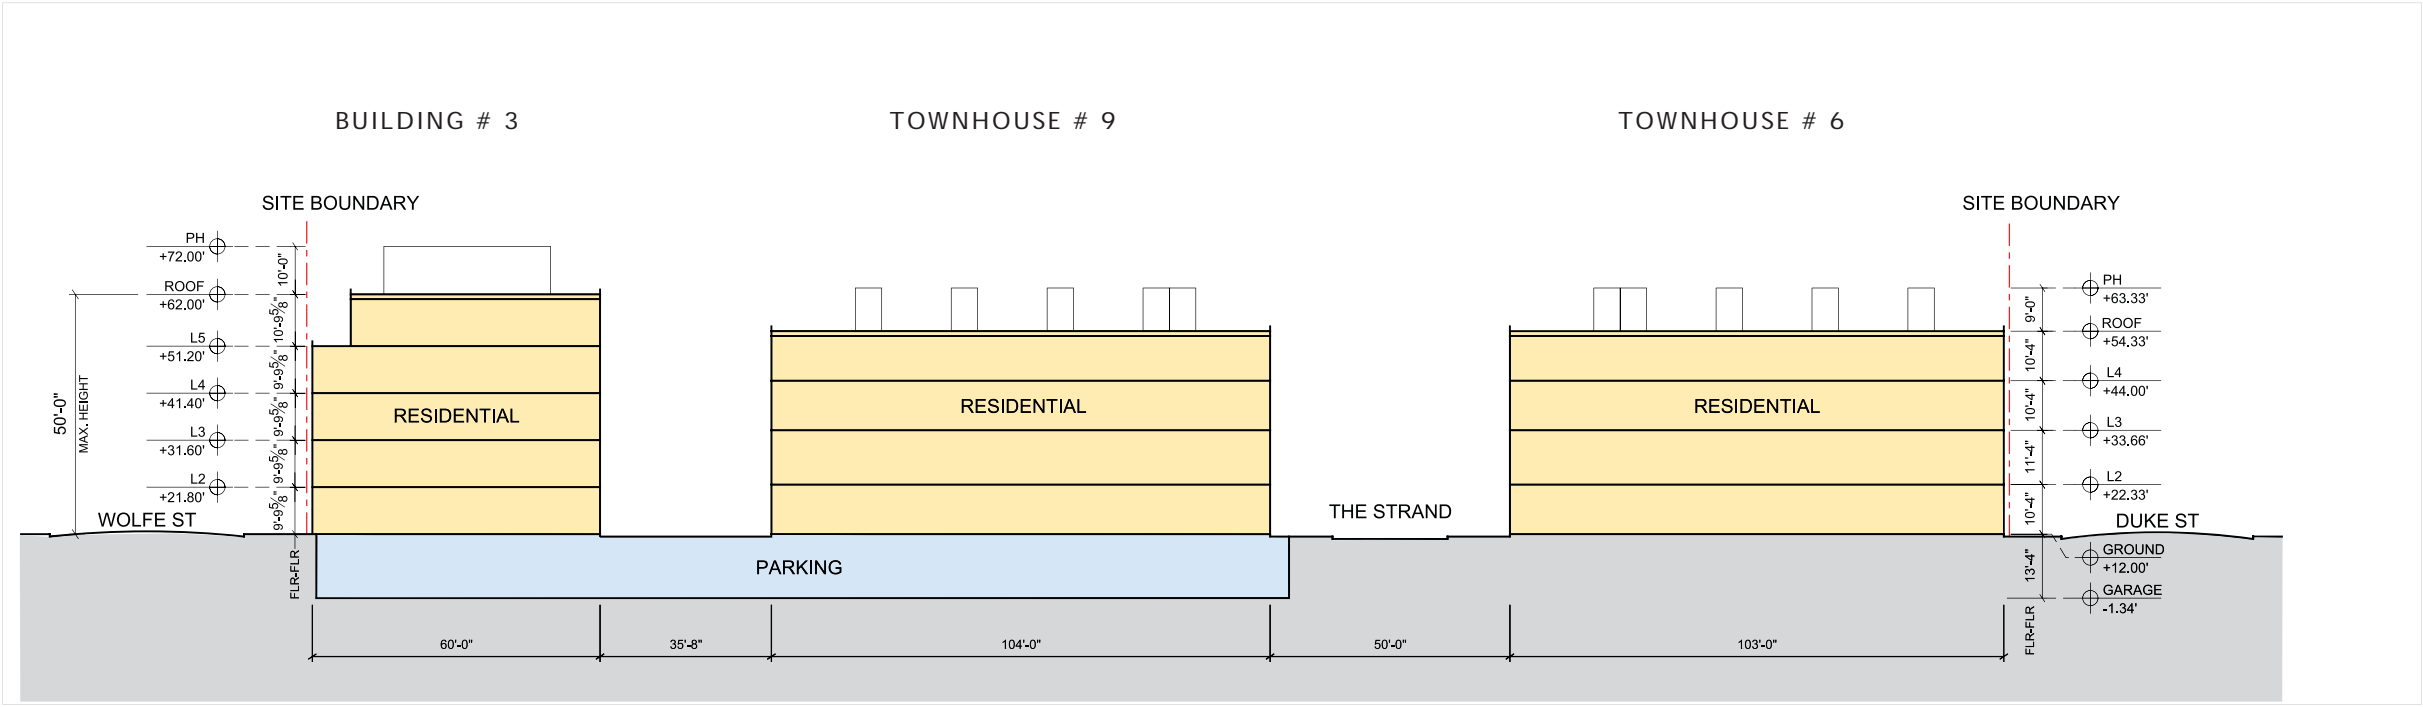 BUILDING # 3
TOWNHOUSE # 9
TOWNHOUSE # 6
SITE BOUNDARY
SITE BOUNDARY
PH
+72.00'
ROOF
+62.00'
L5
+51.20'
L4
+41.40'
L3
+31.60'
L2
+21.80'
50'-0"
MAX. HEIGHT
10'-0"
10'-9⅝"
9'-9⅝"
9'-9⅝"
9'-9⅝"
9'-9⅝"
FLR-FLR
WOLFE ST
RESIDENTIAL
RESIDENTIAL
RESIDENTIAL
THE STRAND
PARKING
PH
+63.33'
ROOF
+54.33'
L4
+44.00'
L3
+33.66'
L2
+22.33'
DUKE ST
GROUND
+12.00'
GARAGE
-1.34'
9'-0"
10'-4"
10'-4"
11'-4"
10'-4"
13'-4"
FLR-FLR
60'-0"
35'-8"
104'-0"
50'-0"
103'-0"